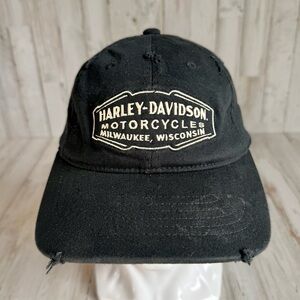 HARLEY-DAVIDSON
MOTORCYCLES
MILWAUKEE, WISCONSIN